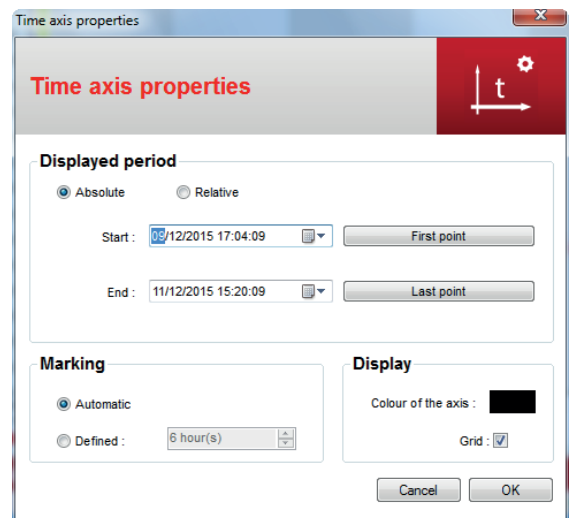 Time axis properties
x
Time axis properties
t
Displayed period
Absolute Relative
Start : 09/12/2015 17:04:09 First point
End : 11/12/2015 15:20:09 Last point
Marking Display
Automatic Colour of the axis :
Defined : 6 hour(s) Grid :
Cancel OK